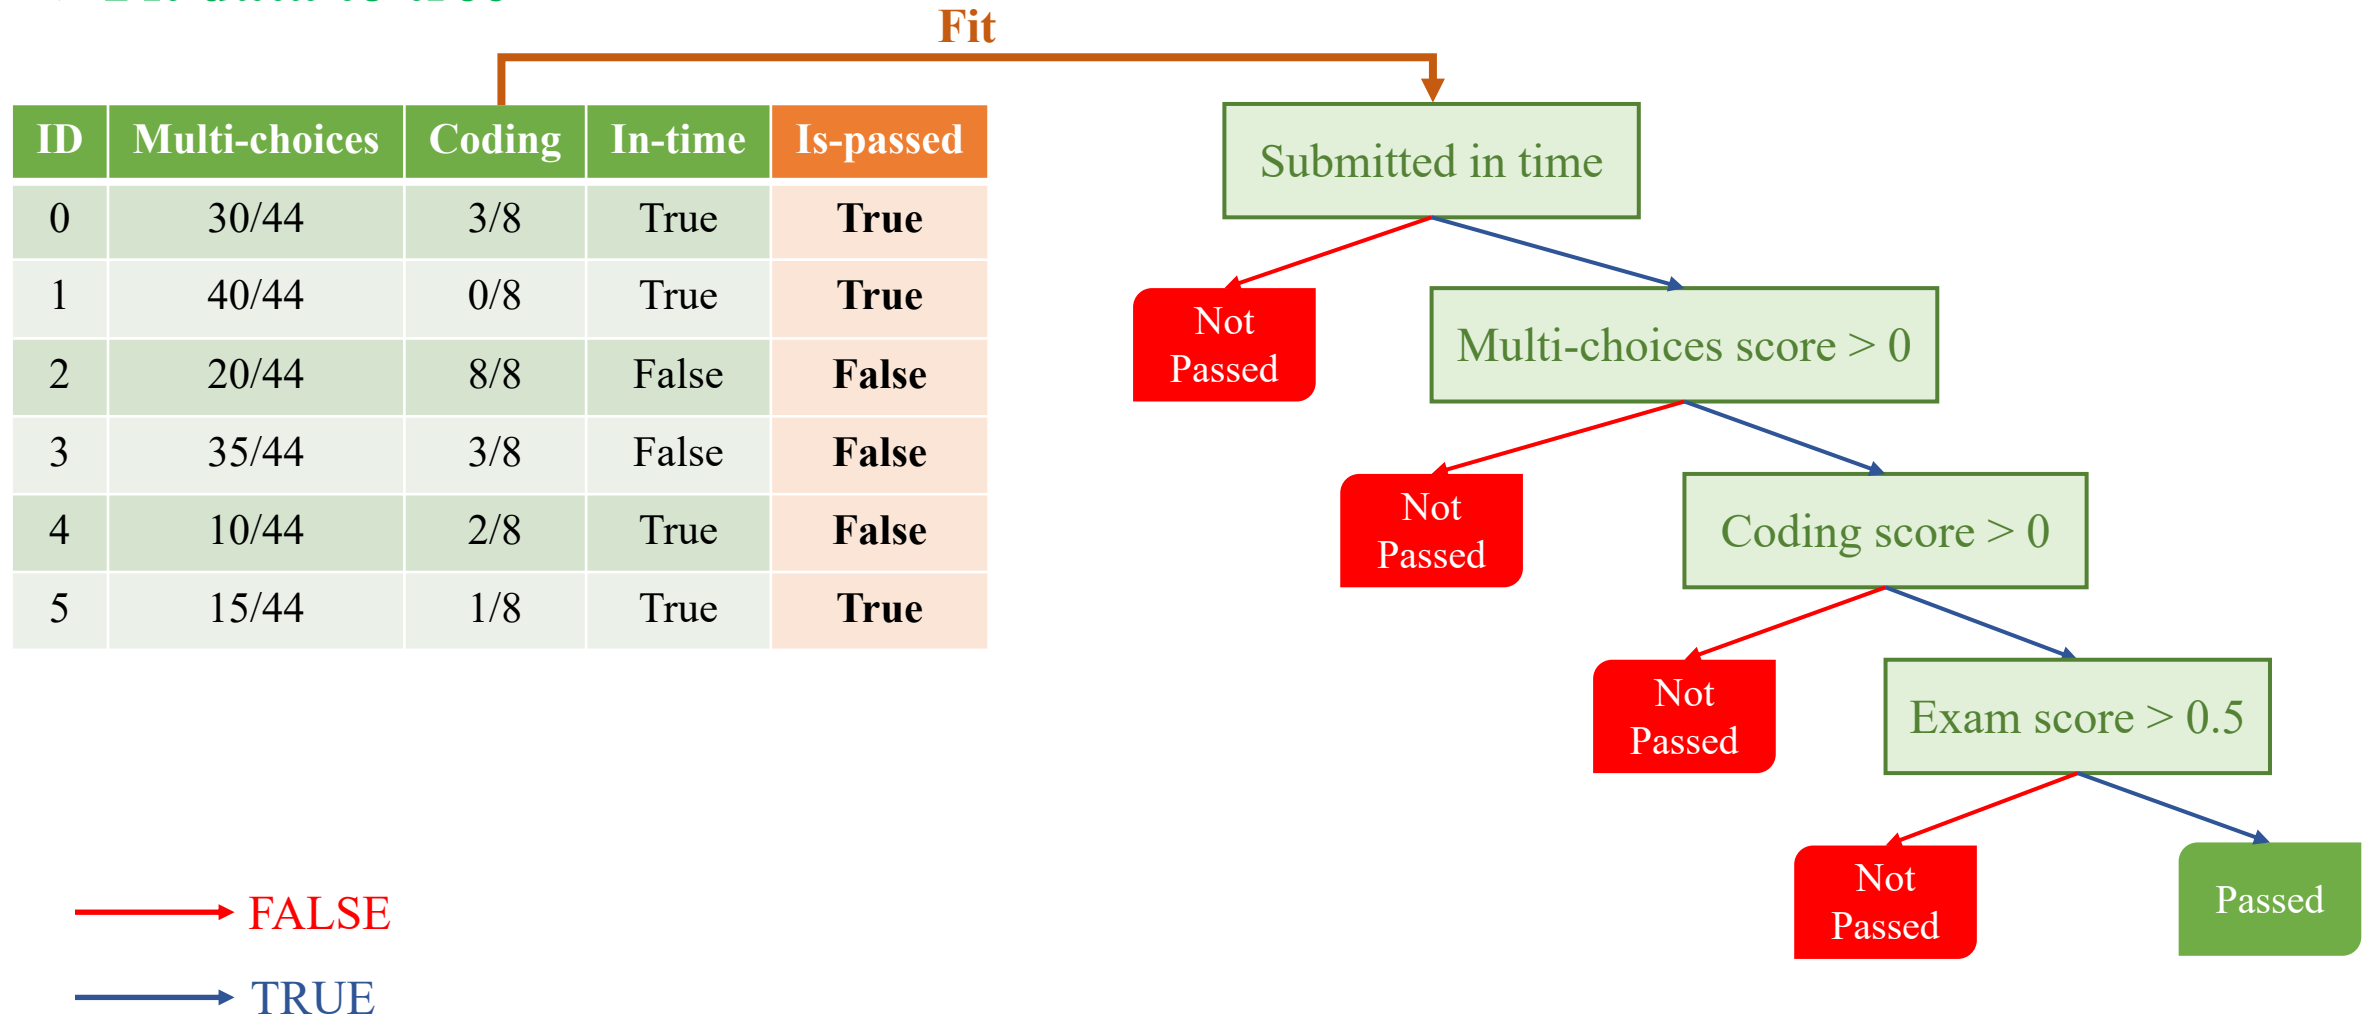 Fit
ID Multi-choices Coding In-time Is-passed
0 30/44 3/8 True True
1 40/44 0/8 True True
2 20/44 8/8 False False
3 35/44 3/8 False False
4 10/44 2/8 True False
5 15/44 1/8 True True
Submitted in time
Not
Passed
Multi-choices score > 0
Not
Passed
Coding score > 0
Not
Passed
Exam score > 0.5
Not
Passed
Passed
FALSE
TRUE